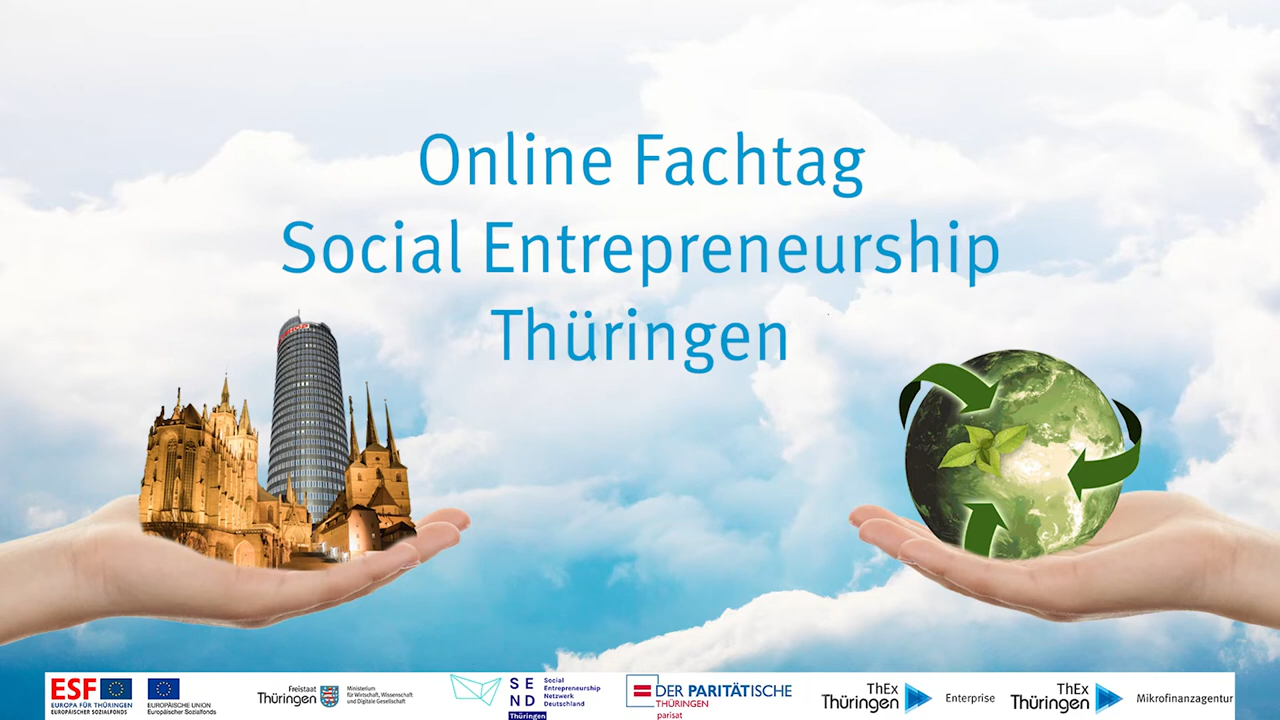 Online Fachtag
Social Entrepreneurship
Thüringen
ESF
EUROPA FÜR THÜRINGEN
EUROPÄISCHER SOZIALFONDS
EUROPÄISCHE UNION
Europäischer Sozialfonds
Freistaat
Thüringen
Ministerium
für Wirtschaft, Wissenschaft
und Digitale Gesellschaft
SE
ND
Thüringen
Social
Entrepreneurship
Netzwerk
Deutschland
DER PARITÄTISCHE
THÜRINGEN
parisat
ThEx
Thüringen
Enterprise
ThEx
Thüringen
Mikrofinanzagentur